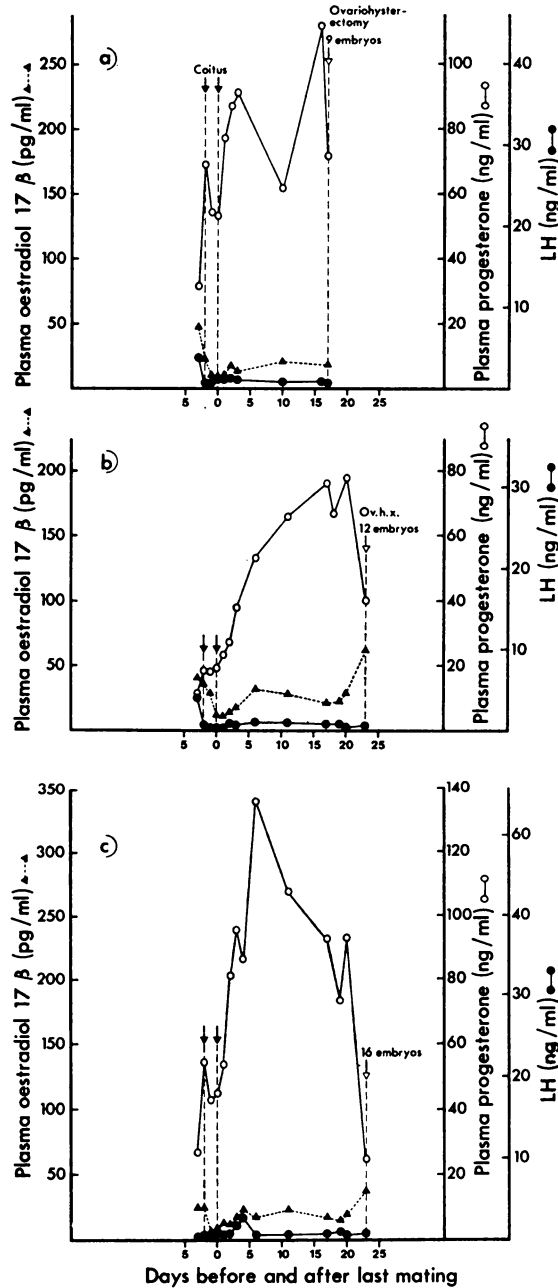 Ovariohyster-
ectomy
9 embryos
a)
Coitus
Plasma oestradiol 17 β (pg/ml)
250
200
150
100
50
Plasma progesterone (ng/ml)
100
80
60
40
20
LH (ng/ml)
40
30
20
10
5 0 5 10 15 20 25
b)
Ov.h.x.
12 embryos
Plasma oestradiol 17 β (pg/ml)
200
150
100
50
Plasma progesterone (ng/ml)
80
60
40
20
LH (ng/ml)
30
20
10
5 0 5 10 15 20 25
c)
16 embryos
Plasma oestradiol 17 β (pg/ml)
350
300
250
200
150
100
50
Plasma progesterone (ng/ml)
140
120
100
80
60
40
20
LH (ng/ml)
60
40
30
20
10
5 0 5 10 15 20 25
Days before and after last mating